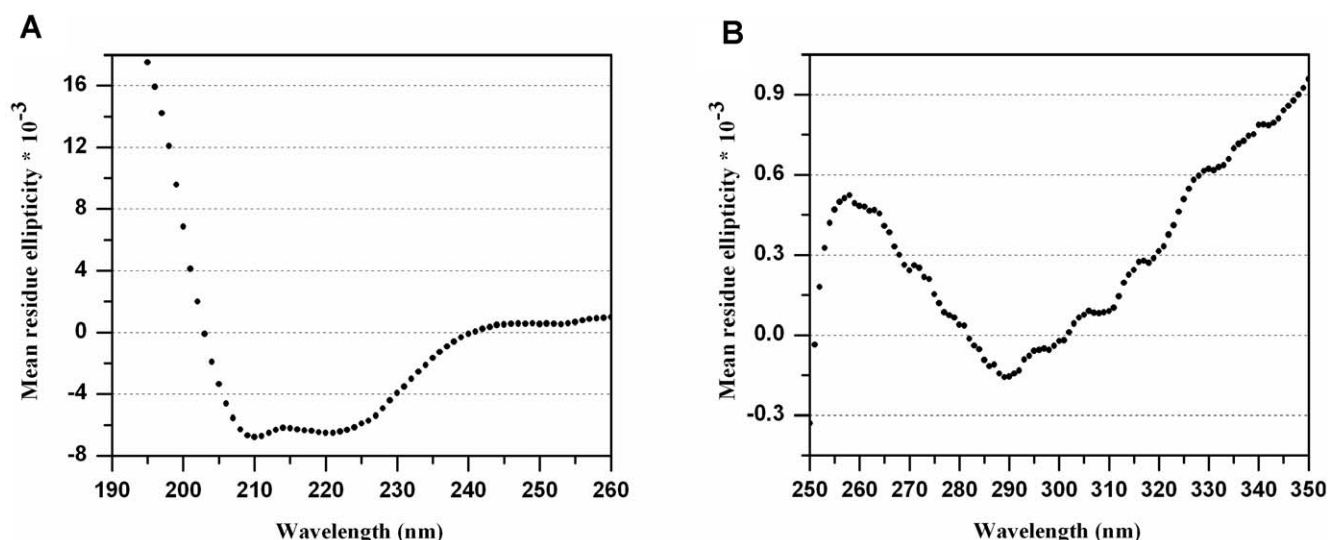 A
Mean residue ellipticity * 10-3
16
12
8
4
0
-4
-8
190 200 210 220 230 240 250 260
Wavelength (nm)
B
Mean residue ellipticity * 10-3
0.9
0.6
0.3
0.0
-0.3
250 260 270 280 290 300 310 320 330 340 350
Wavelength (nm)